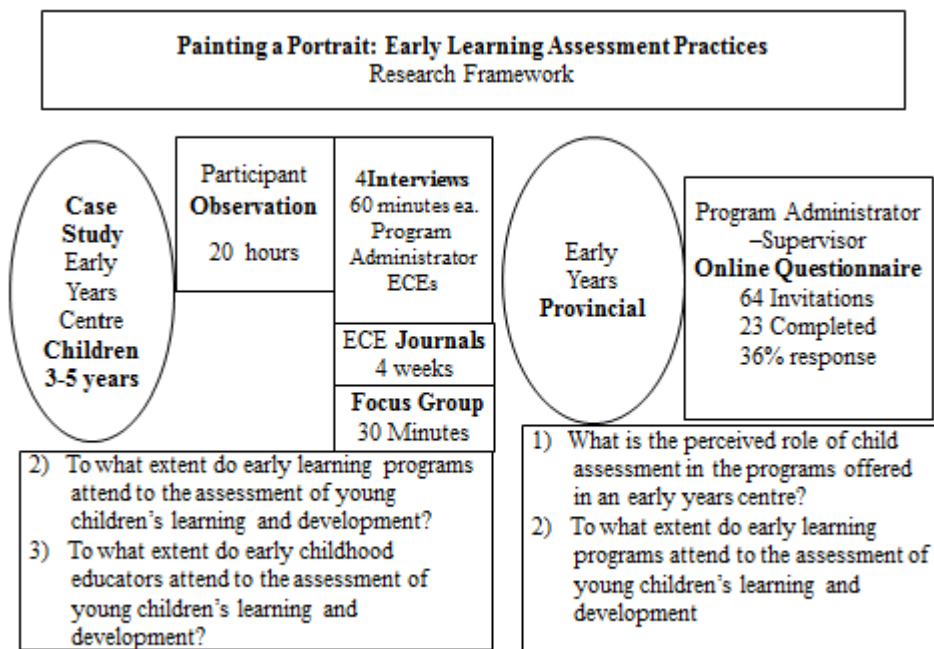 Painting a Portrait: Early Learning Assessment Practices
Research Framework
Case
Study
Early
Years
Centre
Children
3-5 years
Participant
Observation
20 hours
4Interviews
60 minutes ea.
Program
Administrator
ECEs
ECE Journals
4 weeks
Focus Group
30 Minutes
2) To what extent do early learning programs
attend to the assessment of young
children’s learning and development?
3) To what extent do early childhood
educators attend to the assessment of
young children’s learning and
development?
Early
Years
Provincial
Program Administrator
–Supervisor
Online Questionnaire
64 Invitations
23 Completed
36% response
1) What is the perceived role of child
assessment in the programs offered
in an early years centre?
2) To what extent do early learning
programs attend to the assessment of
young children’s learning and
development